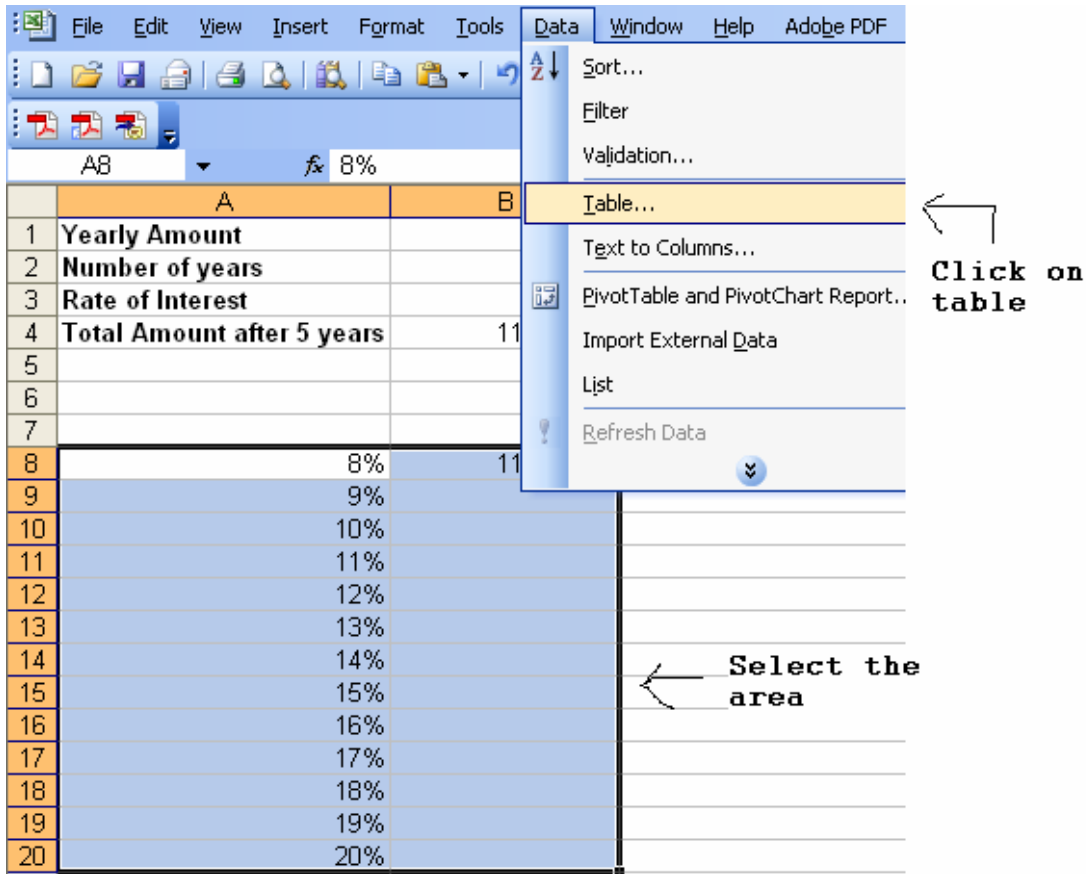 File Edit View Insert Format Tools Data Window Help Adobe PDF
Sort...
Filter
Validation...
Table...
Text to Columns...
PivotTable and PivotChart Report..
Import External Data
List
Refresh Data
Click on
table
A8 fx 8%
A B
1 Yearly Amount
2 Number of years
3 Rate of Interest
4 Total Amount after 5 years 11
5
6
7
8 8% 11
9 9%
10 10%
11 11%
12 12%
13 13%
14 14%
15 15%
16 16%
17 17%
18 18%
19 19%
20 20%
Select the
area